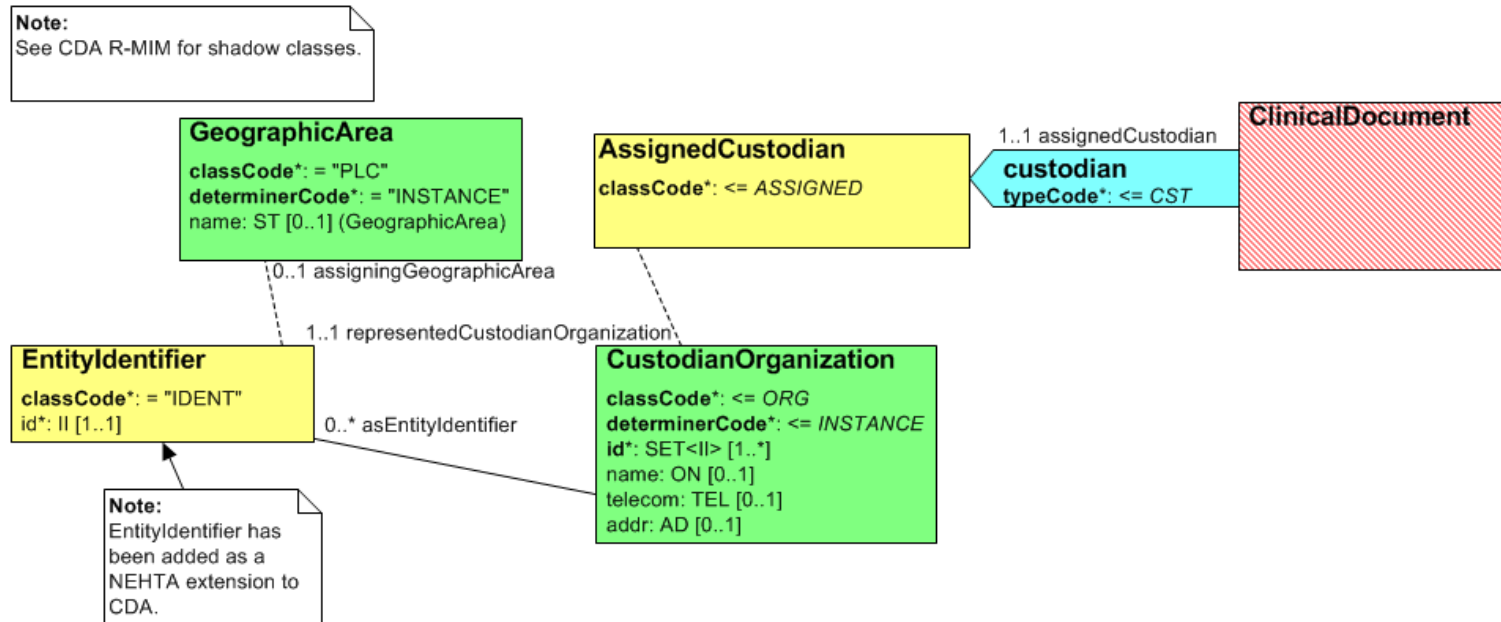 Note:
See CDA R-MIM for shadow classes.
GeographicArea
classCode*: = "PLC"
determinerCode*: = "INSTANCE"
name: ST [0..1] (GeographicArea)
0..1 assigningGeographicArea
AssignedCustodian
classCode*: <= ASSIGNED
1..1 assignedCustodian
custodian
typeCode*: <= CST
ClinicalDocument
1..1 representedCustodianOrganization
EntityIdentifier
classCode*: = "IDENT"
id*: II [1..1]
0..* asEntityIdentifier
CustodianOrganization
classCode*: <= ORG
determinerCode*: <= INSTANCE
id*: SET<II> [1..*]
name: ON [0..1]
telecom: TEL [0..1]
addr: AD [0..1]
Note:
EntityIdentifier has
been added as a
NEHTA extension to
CDA.